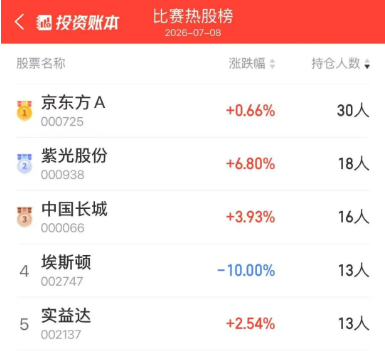 投资账本
比赛热股榜
2026-07-08
股票名称 涨跌幅 持仓人数
1 京东方A +0.66% 30人
000725
2 紫光股份 +6.80% 18人
000938
3 中国长城 +3.93% 16人
000066
4 埃斯顿 -10.00% 13人
002747
5 实益达 +2.54% 13人
002137